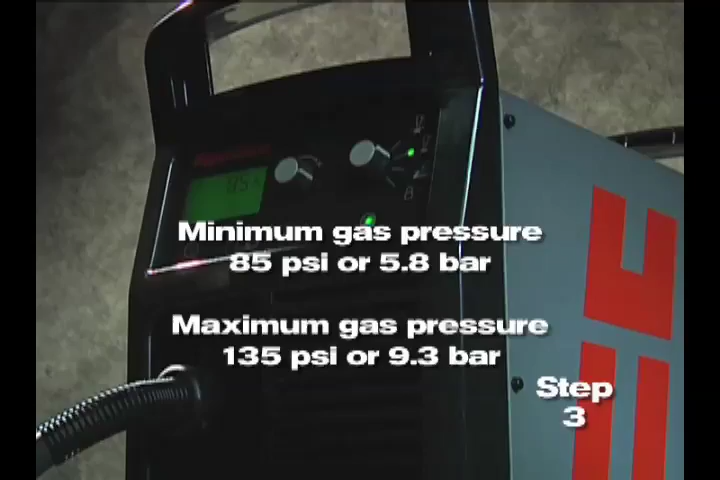 Minimum gas pressure
85 psi or 5.8 bar
Maximum gas pressure
135 psi or 9.3 bar
Step
3